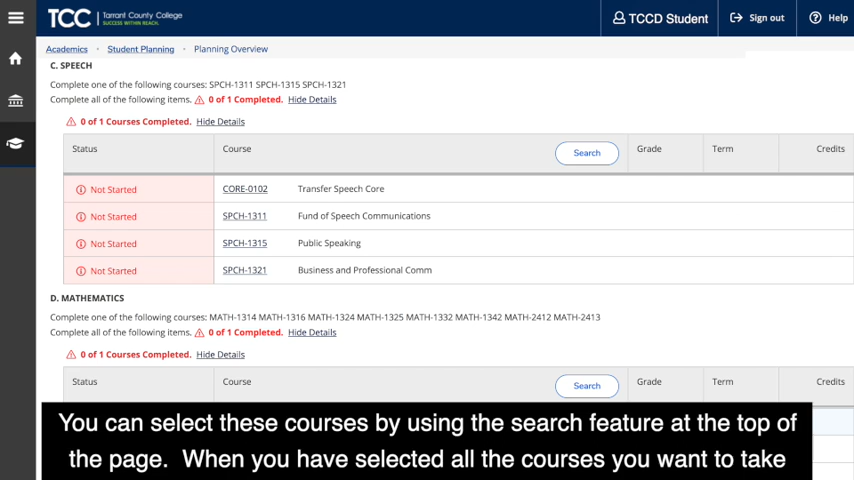 TCC Tarrant County College
SUCCESS WITHIN REACH.
TCCD Student
Sign out
Help
Academics · Student Planning · Planning Overview
C. SPEECH
Complete one of the following courses: SPCH-1311 SPCH-1315 SPCH-1321
Complete all of the following items. 0 of 1 Completed. Hide Details
0 of 1 Courses Completed. Hide Details
Status Course Search Grade Term Credits
Not Started CORE-0102 Transfer Speech Core
Not Started SPCH-1311 Fund of Speech Communications
Not Started SPCH-1315 Public Speaking
Not Started SPCH-1321 Business and Professional Comm
D. MATHEMATICS
Complete one of the following courses: MATH-1314 MATH-1316 MATH-1324 MATH-1325 MATH-1332 MATH-1342 MATH-2412 MATH-2413
Complete all of the following items. 0 of 1 Completed. Hide Details
0 of 1 Courses Completed. Hide Details
Status Course Search Grade Term Credits
You can select these courses by using the search feature at the top of
the page. When you have selected all the courses you want to take